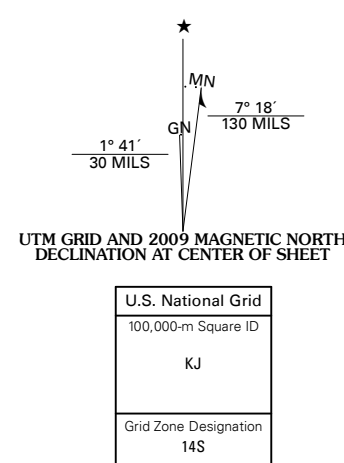 ★
MN
7° 18´
130 MILS
GN
1° 41´
30 MILS
UTM GRID AND 2009 MAGNETIC NORTH
DECLINATION AT CENTER OF SHEET
U.S. National Grid
100,000-m Square ID
KJ
Grid Zone Designation
14S